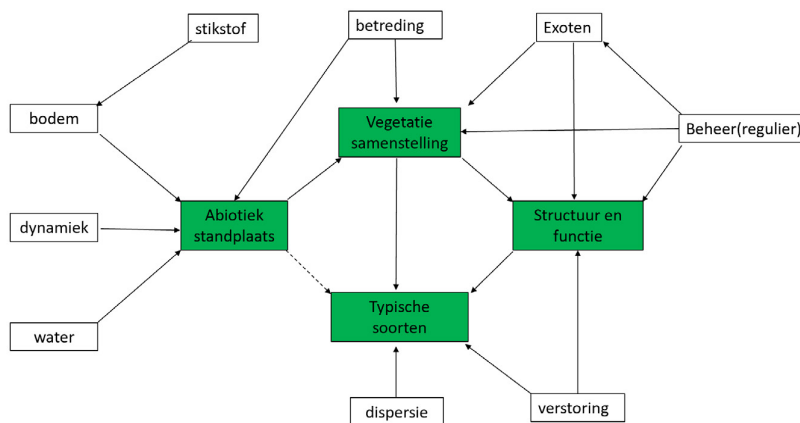 stikstof
betreding
Exoten
bodem
Vegetatie
samenstelling
Beheer(regulier)
dynamiek
Abiotiek
standplaats
Structuur en
functie
water
Typische
soorten
dispersie
verstoring